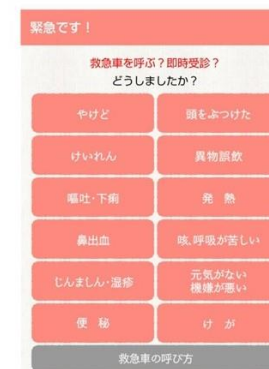 緊急です！
救急車を呼ぶ？即時受診？
どうしましたか？
やけど
頭をぶつけた
けいれん
異物誤飲
嘔吐・下痢
発 熱
鼻出血
咳、呼吸が苦しい
じんましん・湿疹
元気がない
機嫌が悪い
便 秘
け が
救急車の呼び方